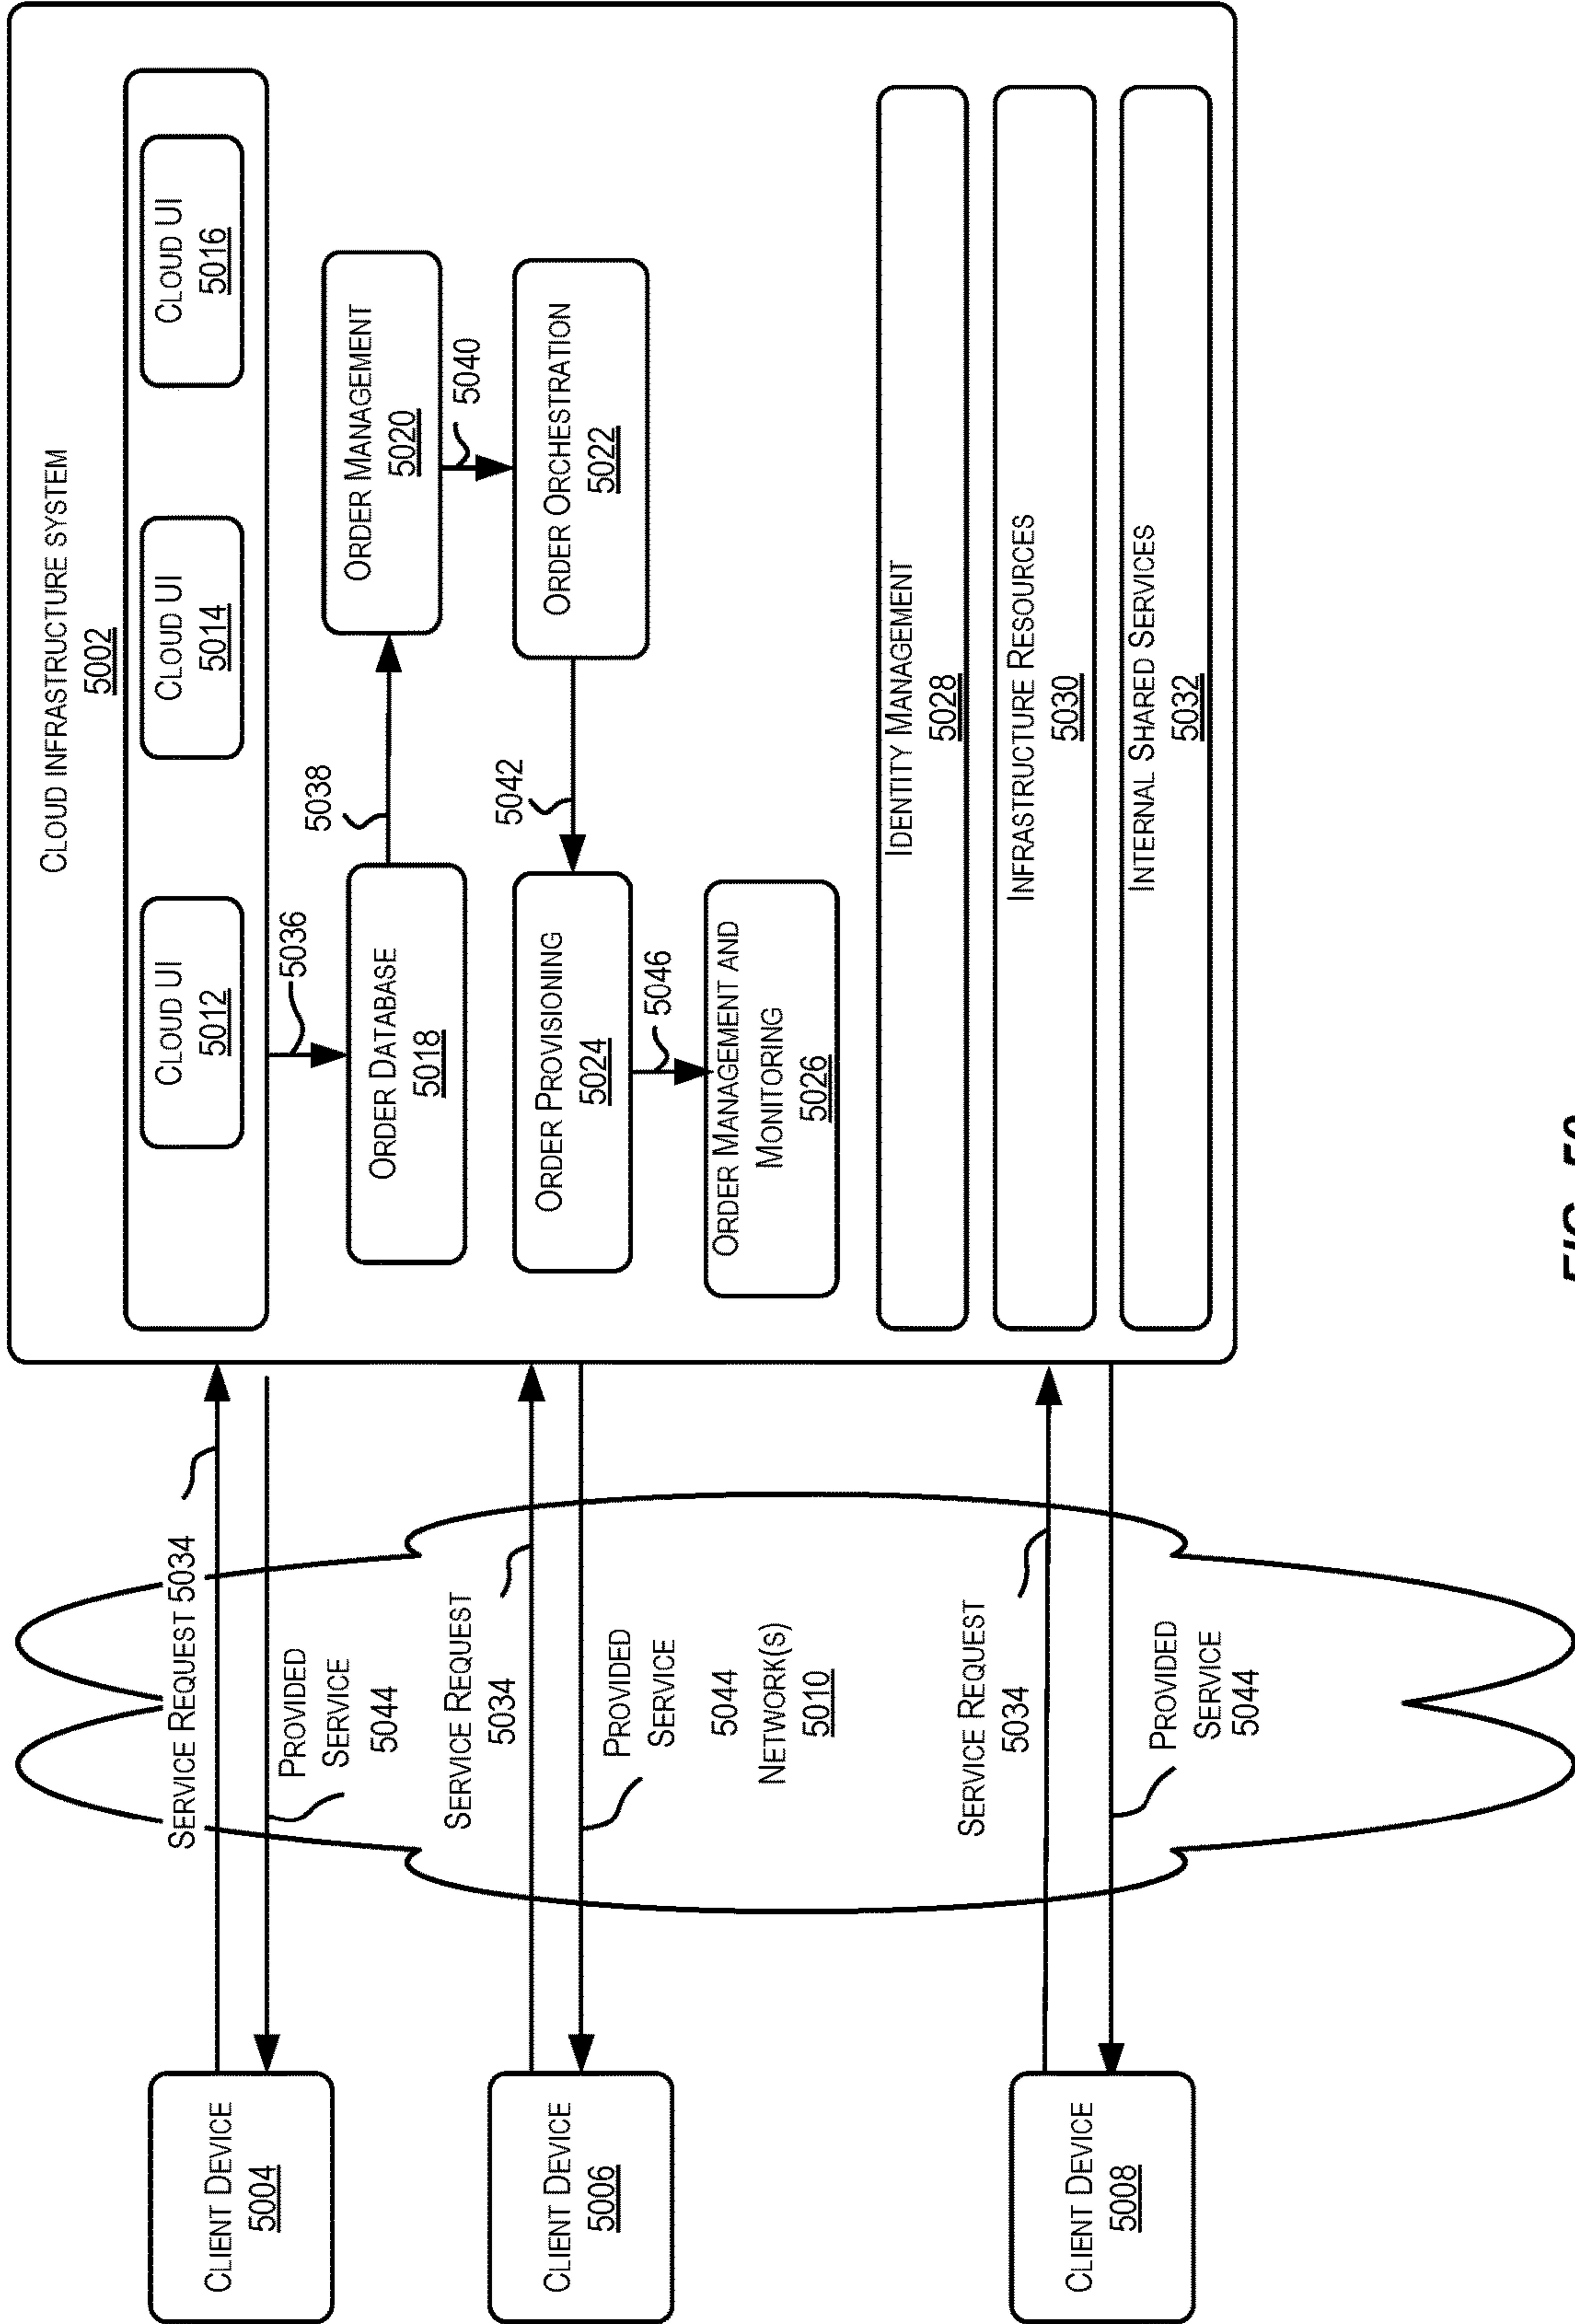 CLOUD INFRASTRUCTURE SYSTEM
5002
CLOUD UI
5012
CLOUD UI
5014
CLOUD UI
5016
5036
ORDER DATABASE
5018
5038
ORDER MANAGEMENT
5020
5040
ORDER ORCHESTRATION
5022
5042
ORDER PROVISIONING
5024
5046
ORDER MANAGEMENT AND
MONITORING
5026
IDENTITY MANAGEMENT
5028
INFRASTRUCTURE RESOURCES
5030
INTERNAL SHARED SERVICES
5032
CLIENT DEVICE
5004
SERVICE REQUEST 5034
PROVIDED
SERVICE
5044
CLIENT DEVICE
5006
SERVICE REQUEST
5034
PROVIDED
SERVICE
5044
NETWORK(S)
5010
CLIENT DEVICE
5008
SERVICE REQUEST
5034
PROVIDED
SERVICE
5044